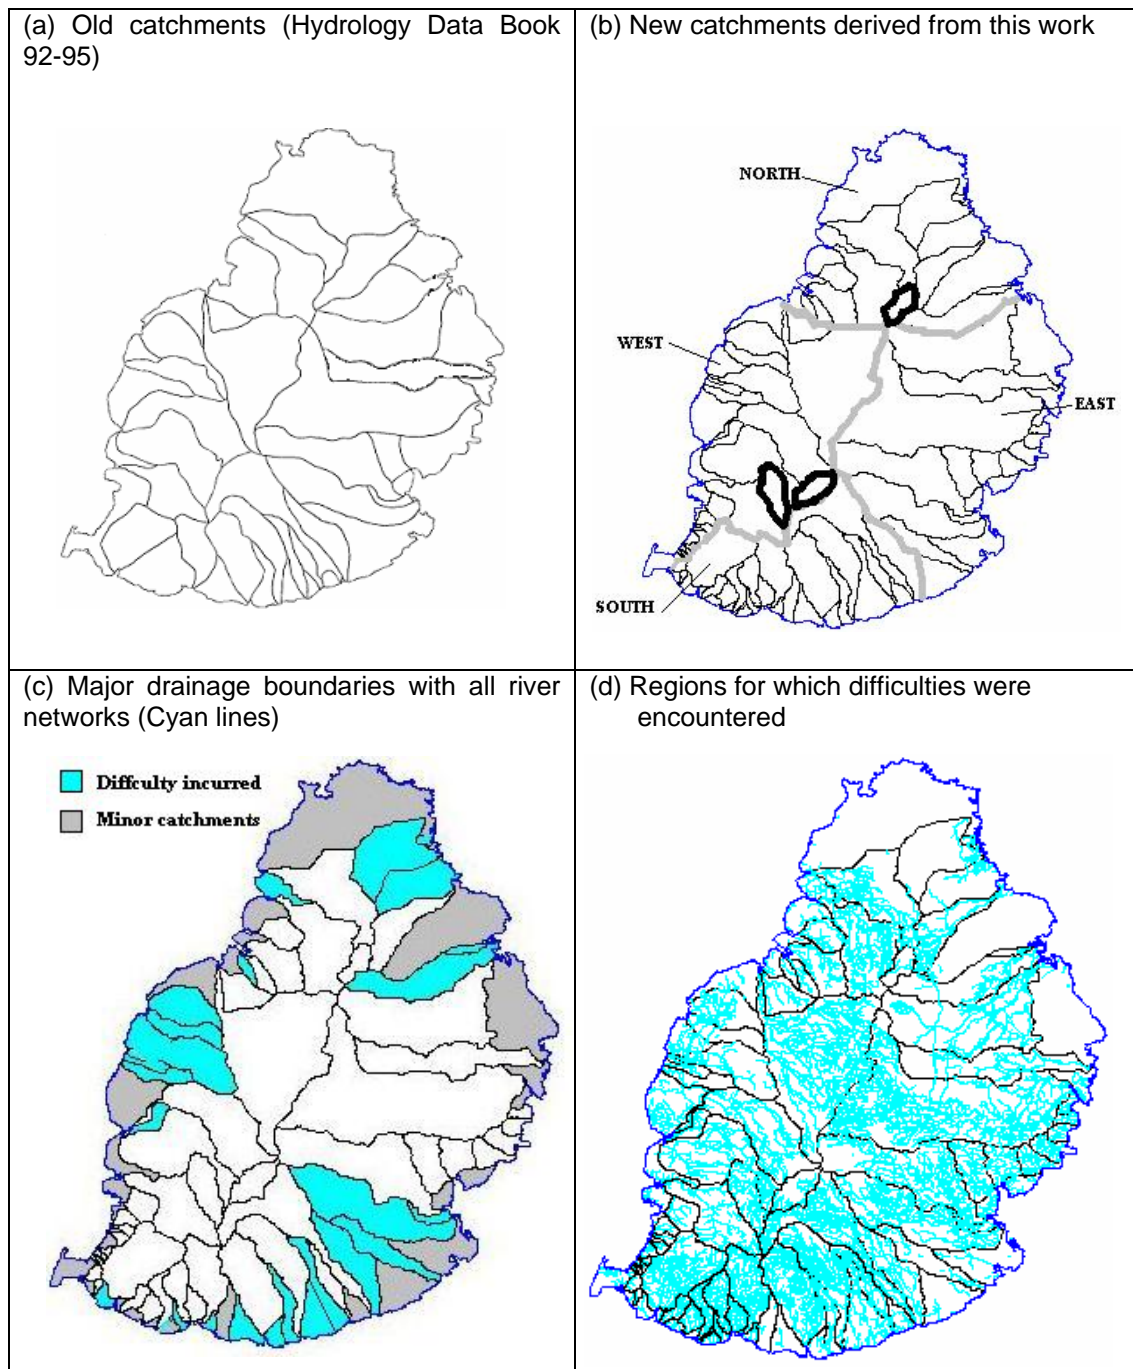 (a) Old catchments (Hydrology Data Book
92-95)
(b) New catchments derived from this work
NORTH
WEST
EAST
SOUTH
(c) Major drainage boundaries with all river
networks (Cyan lines)
Diffculty incurred
Minor catchments
(d) Regions for which difficulties were
encountered